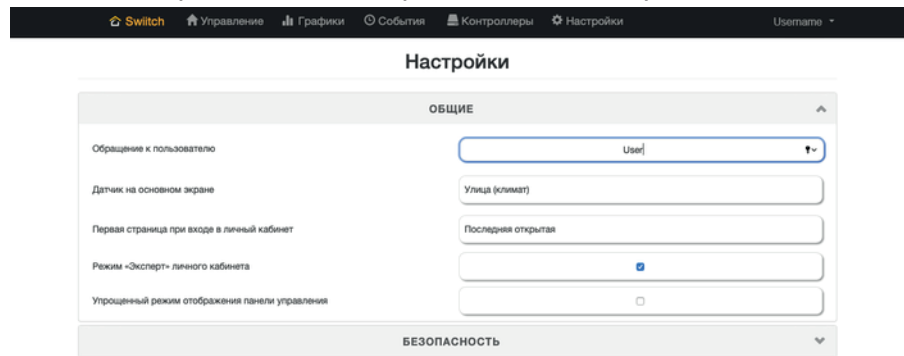 Swiitch Управление Графики События Контроллеры Настройки Username
Настройки
ОБЩИЕ
Обращение к пользователю User
Датчик на основном экране Улица (климат)
Первая страница при входе в личный кабинет Последняя открытая
Режим «Эксперт» личного кабинета
Упрощенный режим отображения панели управления
БЕЗОПАСНОСТЬ